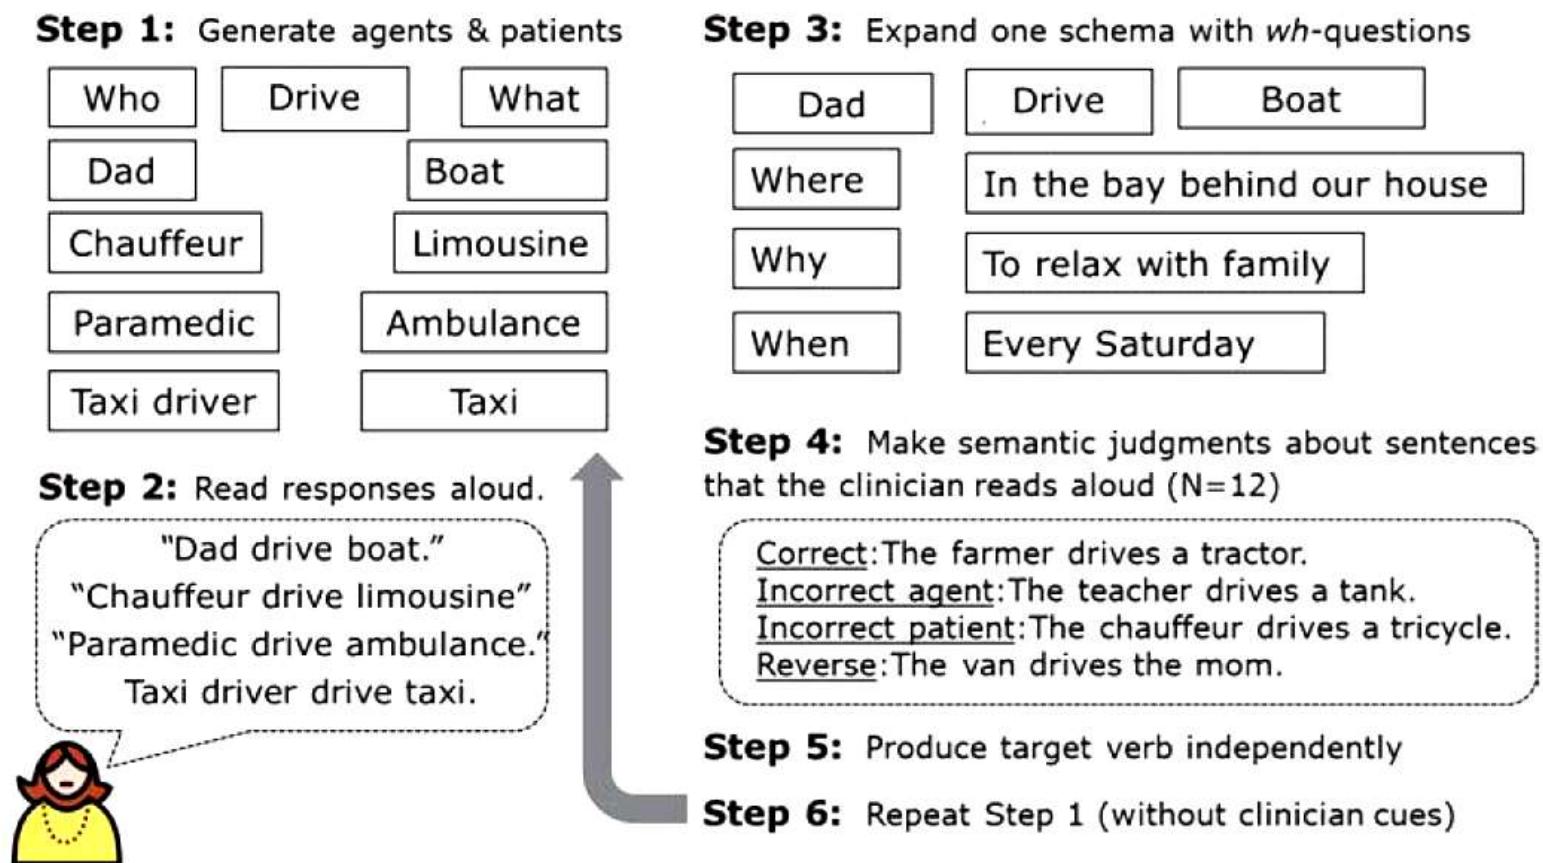 Step 1: Generate agents & patients
Who Drive What
Dad Boat
Chauffeur Limousine
Paramedic Ambulance
Taxi driver Taxi
Step 2: Read responses aloud.
“Dad drive boat.”
“Chauffeur drive limousine”
“Paramedic drive ambulance.”
Taxi driver drive taxi.
Step 3: Expand one schema with wh-questions
Dad Drive Boat
Where In the bay behind our house
Why To relax with family
When Every Saturday
Step 4: Make semantic judgments about sentences
that the clinician reads aloud (N=12)
Correct:The farmer drives a tractor.
Incorrect agent:The teacher drives a tank.
Incorrect patient:The chauffeur drives a tricycle.
Reverse:The van drives the mom.
Step 5: Produce target verb independently
Step 6: Repeat Step 1 (without clinician cues)